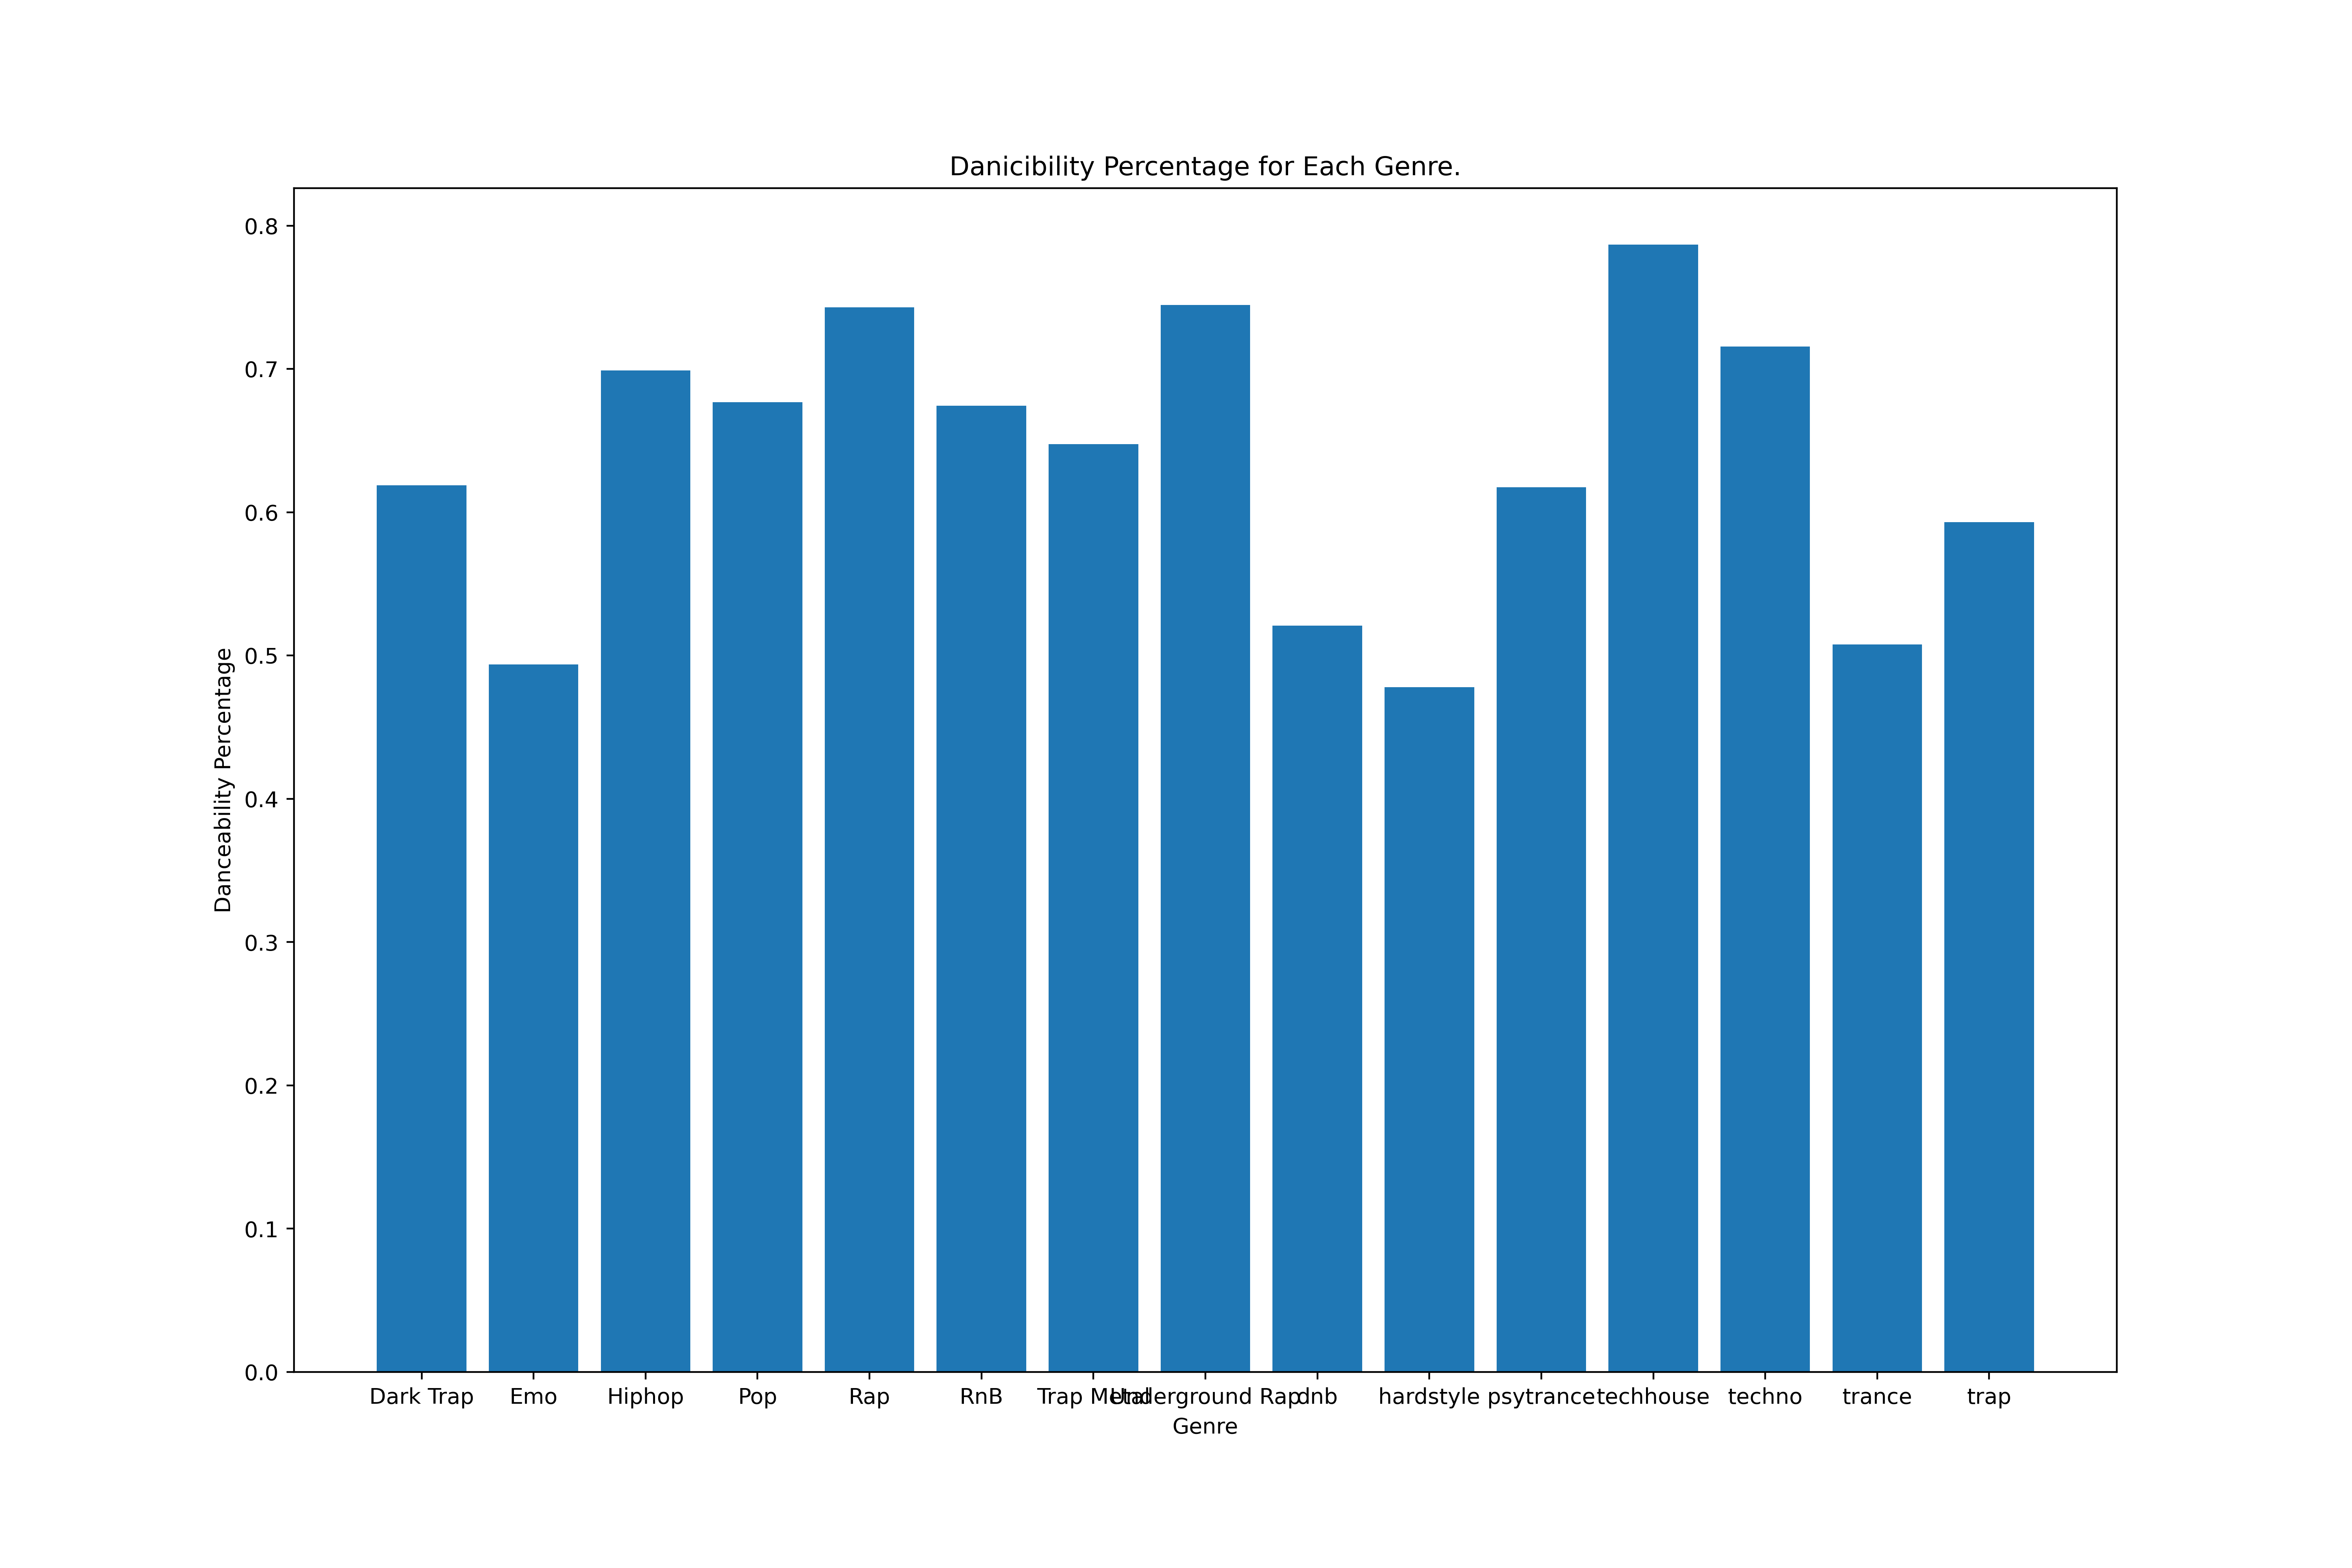 Danicibility Percentage for Each Genre.
Danceability Percentage
0.8
0.7
0.6
0.5
0.4
0.3
0.2
0.1
0.0
Dark Trap Emo Hiphop Pop Rap RnB Trap Metal Underground Rap dnb hardstyle psytrance techhouse techno trance trap
Genre